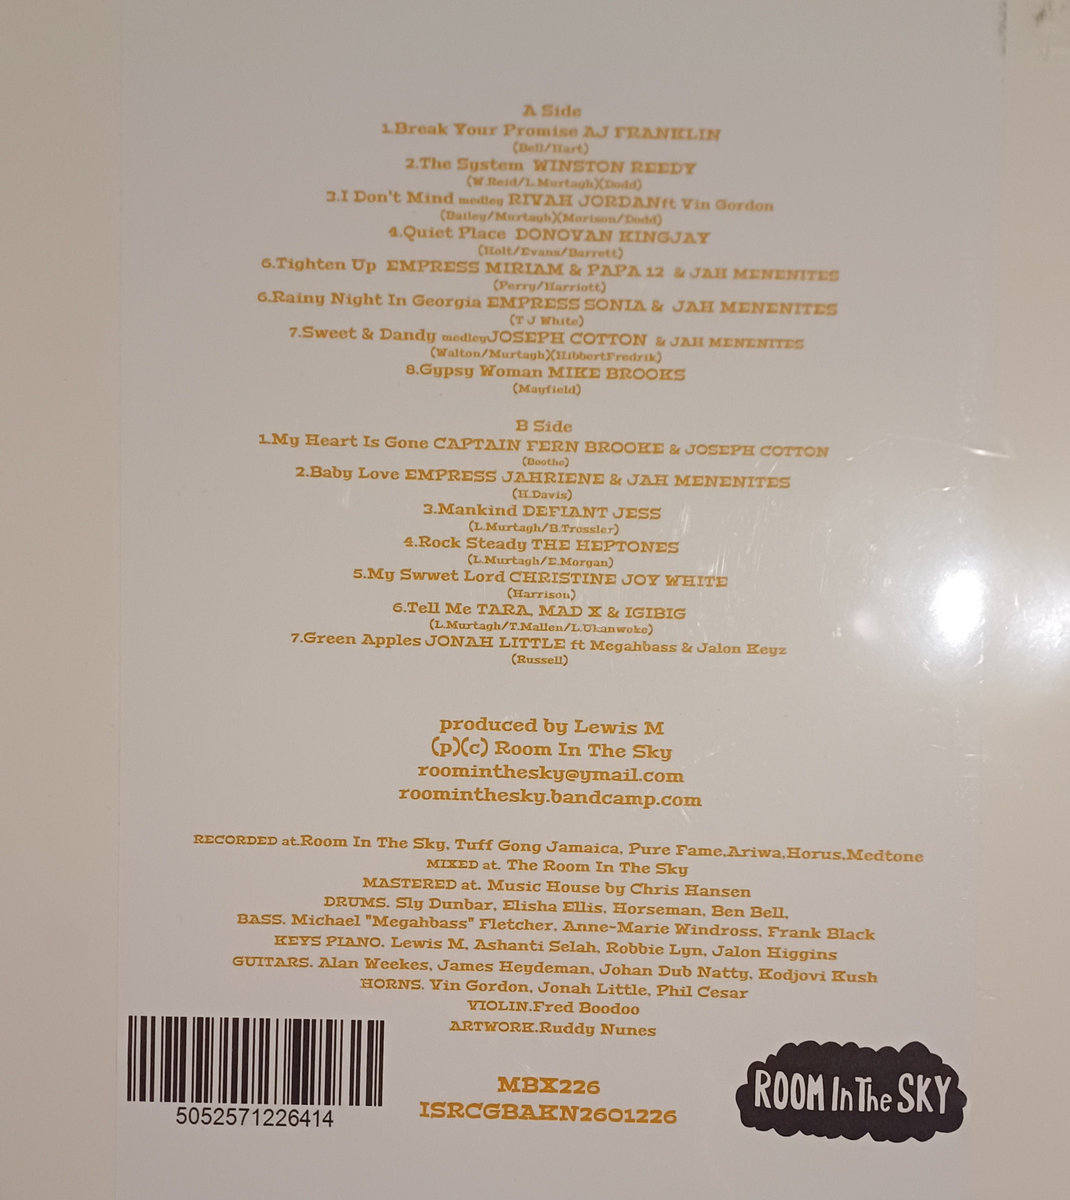 A Side
1.Break Your Promise AJ FRANKLIN
(Bell/Hart)
2.The System WINSTON REEDY
(W.Reid/L.Murtagh)(Dodd)
3.I Don't Mind medley RIVAH JORDANft Vin Gordon
(Bailey/Murtagh)(Morison/Dodd)
4.Quiet Place DONOVAN KINGJAY
(Holt/Evans/Barrett)
6.Tighten Up EMPRESS MIRIAM & PAPA 12 & JAH MENENITES
(Perry/Harriott)
6.Rainy Night In Georgia EMPRESS SONIA & JAH MENENITES
(T J White)
7.Sweet & Dandy medleyJOSEPH COTTON & JAH MENENITES
(Walton/Murtagh)(HibbertFredrik)
8.Gypsy Woman MIKE BROOKS
(Mayfield)
B Side
1.My Heart Is Gone CAPTAIN FERN BROOKE & JOSEPH COTTON
(Boothe)
2.Baby Love EMPRESS JAHRIENE & JAH MENENITES
(H.Davis)
3.Mankind DEFIANT JESS
(L.Murtagh/B.Trossler)
4.Rock Steady THE HEPTONES
(L.Murtagh/E.Morgan)
5.My Swwet Lord CHRISTINE JOY WHITE
(Harrison)
6.Tell Me TARA, MAD X & IGIBIG
(L.Murtagh/T.Mallen/L.Ukanwoke)
7.Green Apples JONAH LITTLE ft Megahbass & Jalon Keyz
(Russell)
produced by Lewis M
(p)(c) Room In The Sky
roominthesky@ymail.com
roominthesky.bandcamp.com
RECORDED at.Room In The Sky, Tuff Gong Jamaica, Pure Fame,Ariwa,Horus,Medtone
MIXED at. The Room In The Sky
MASTERED at. Music House by Chris Hansen
DRUMS. Sly Dunbar, Elisha Ellis, Horseman, Ben Bell,
BASS. Michael "Megahbass" Fletcher, Anne-Marie Windross, Frank Black
KEYS PIANO. Lewis M, Ashanti Selah, Robbie Lyn, Jalon Higgins
GUITARS. Alan Weekes, James Heydeman, Johan Dub Natty, Kodjovi Kush
HORNS. Vin Gordon, Jonah Little, Phil Cesar
VIOLIN.Fred Boodoo
ARTWORK.Ruddy Nunes
MBX226
ISRCGBAKN2601226
5052571226414
ROOM In The SKY